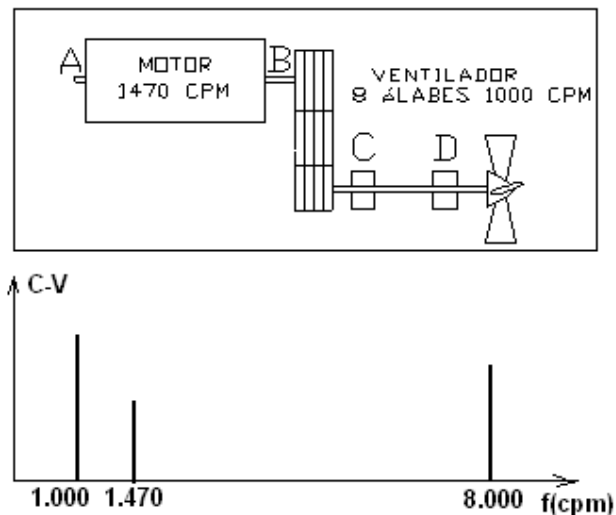 A
MOTOR
1470 CPM
B
VENTILADOR
8 ÁLABES 1000 CPM
C
D
C-V
1.000
1.470
8.000
f(cpm)